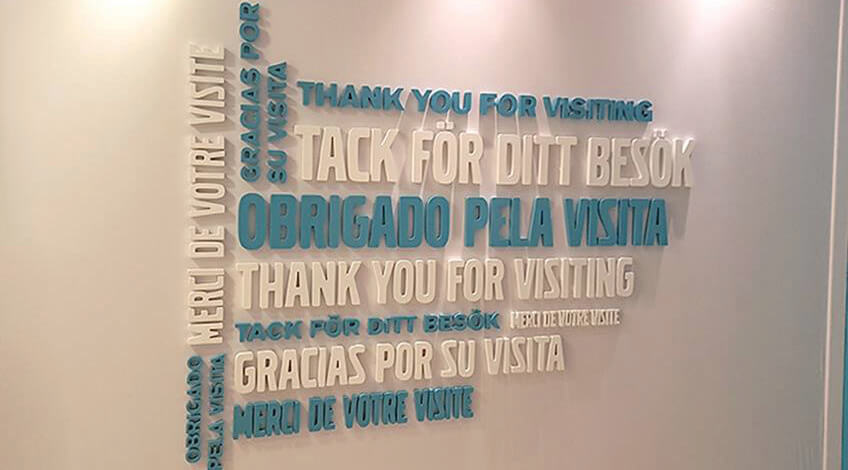 MERCI DE VOTRE VISITE
GRACIAS POR
SU VISITA
THANK YOU FOR VISITING
TACK FÖR DITT BESÖK
OBRIGADO PELA VISITA
THANK YOU FOR VISITING
TACK FÖR DITT BESÖK
MERCI DE VOTRE VISITE
GRACIAS POR SU VISITA
MERCI DE VOTRE VISITE
OBRIGADO
PELA VISITA